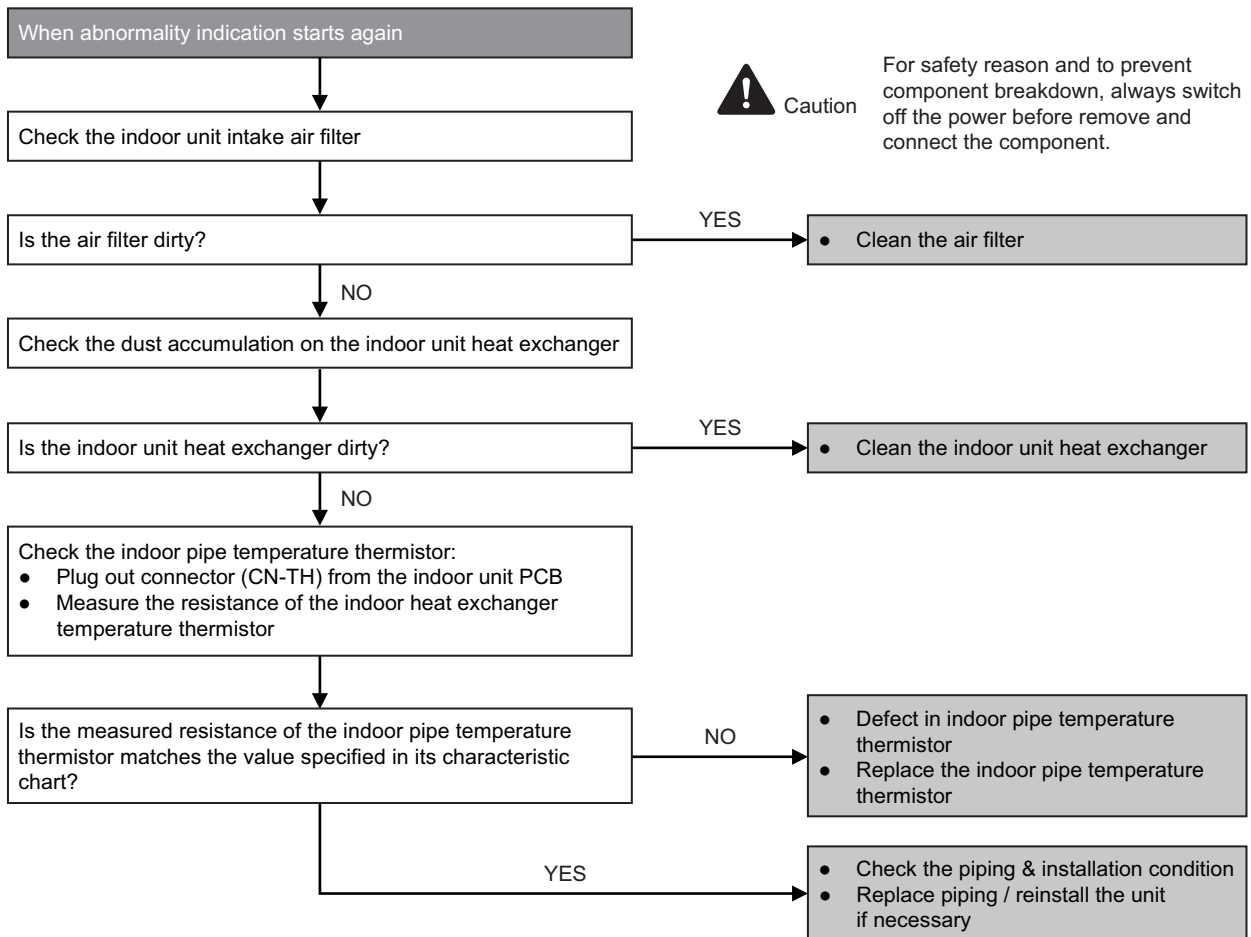 When abnormality indication starts again
Caution
For safety reason and to prevent
component breakdown, always switch
off the power before remove and
connect the component.
Check the indoor unit intake air filter
Is the air filter dirty?
YES
● Clean the air filter
NO
Check the dust accumulation on the indoor unit heat exchanger
Is the indoor unit heat exchanger dirty?
YES
● Clean the indoor unit heat exchanger
NO
Check the indoor pipe temperature thermistor:
● Plug out connector (CN-TH) from the indoor unit PCB
● Measure the resistance of the indoor heat exchanger
temperature thermistor
Is the measured resistance of the indoor pipe temperature
thermistor matches the value specified in its characteristic
chart?
NO
● Defect in indoor pipe temperature
thermistor
● Replace the indoor pipe temperature
thermistor
YES
● Check the piping & installation condition
● Replace piping / reinstall the unit
if necessary